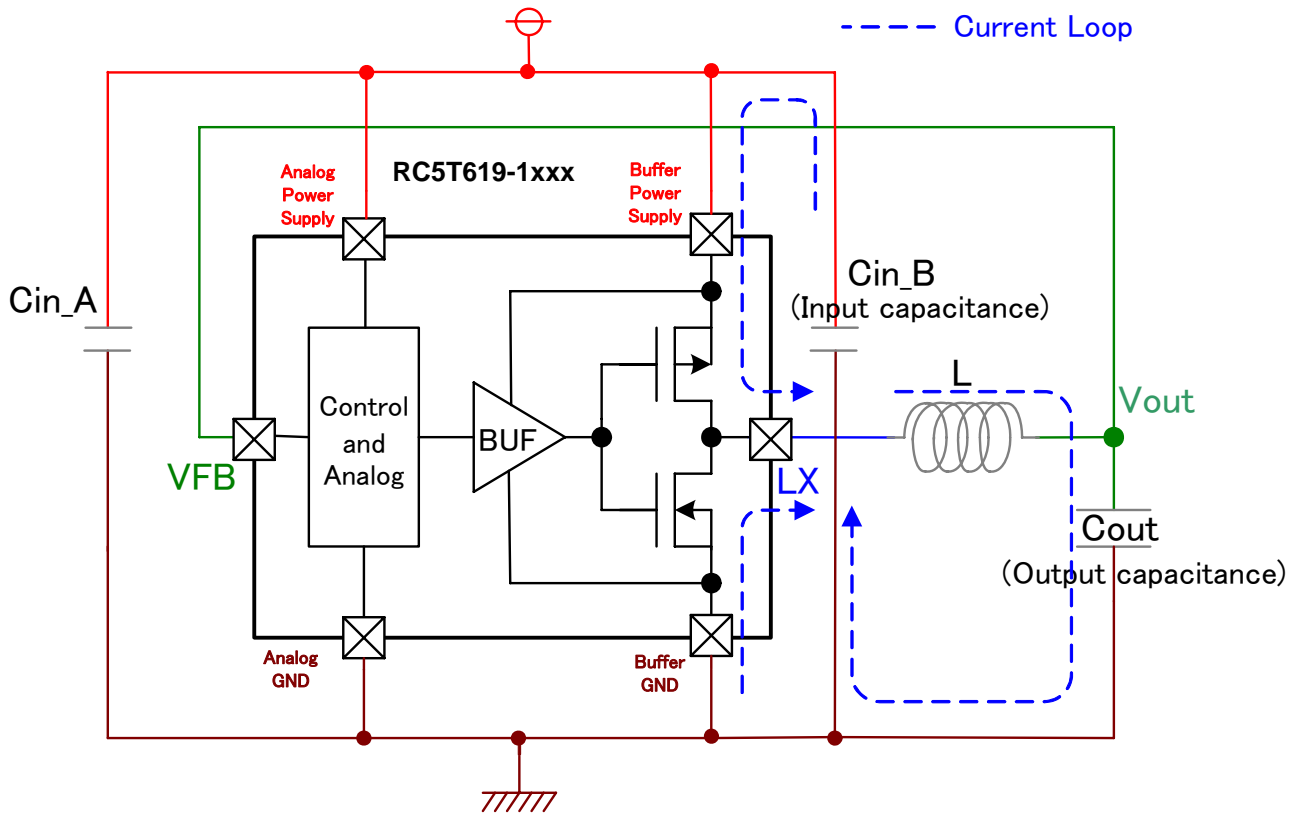 Current Loop
RC5T619-1xxx
Analog
Power
Supply
Buffer
Power
Supply
Cin_A
Cin_B
(Input capacitance)
Control
and
Analog
BUF
L
Vout
VFB
LX
Cout
(Output capacitance)
Analog
GND
Buffer
GND